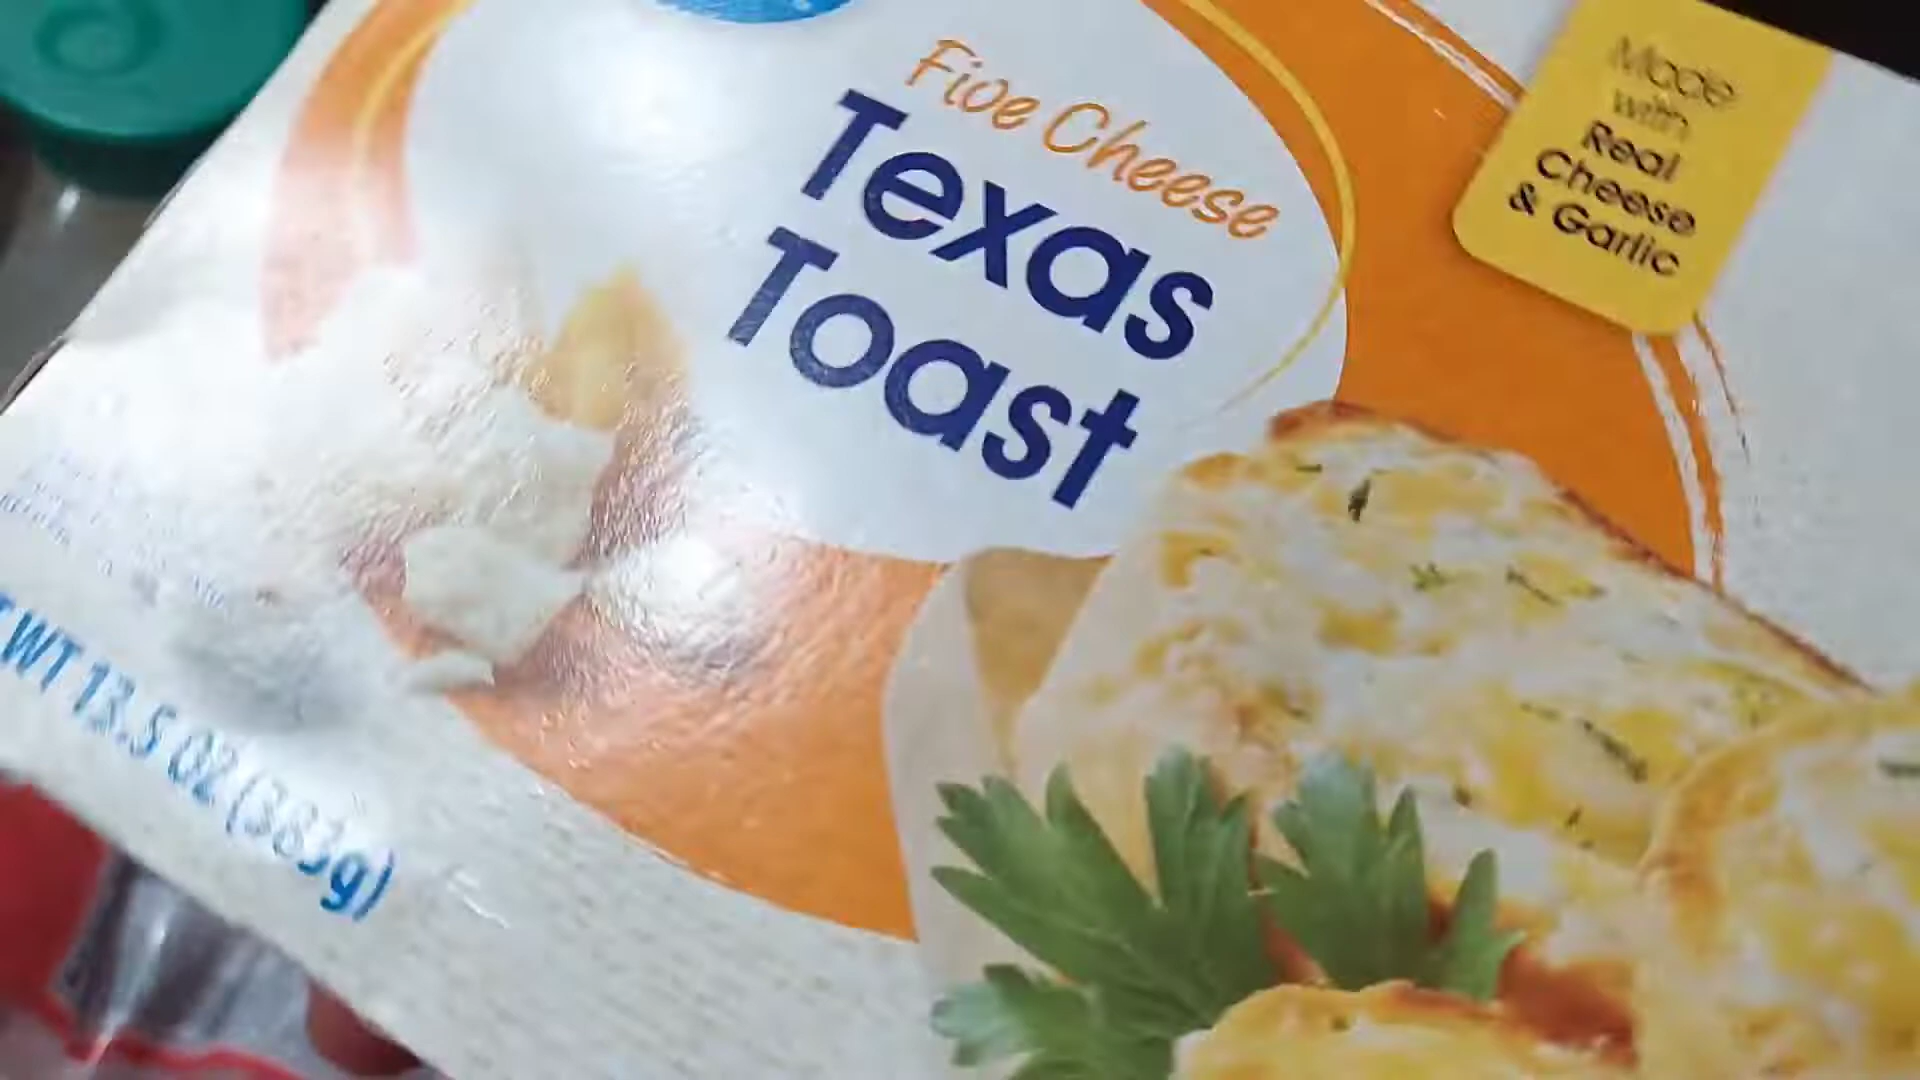 Five Cheese
Texas
Toast
Made
with
Real
Cheese
& Garlic
WT 13.5 OZ (383g)